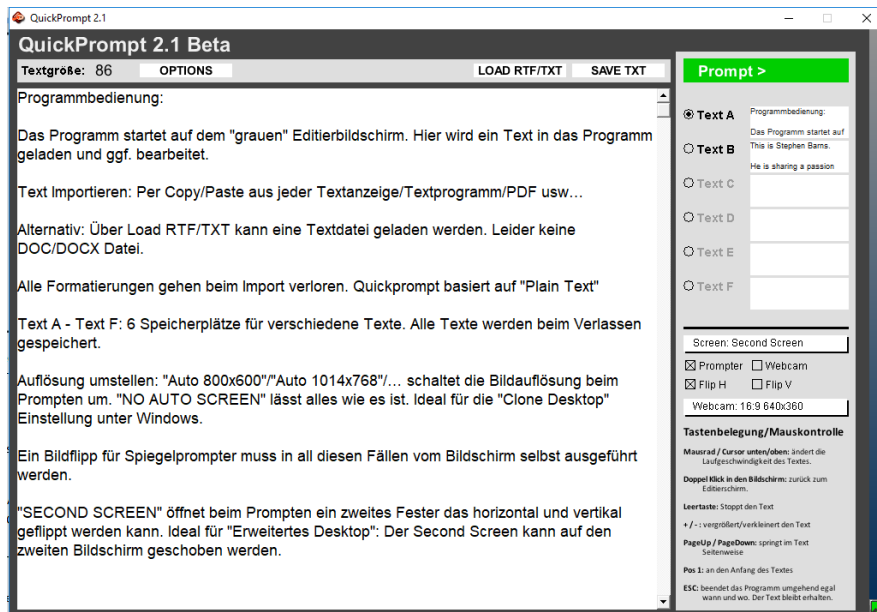 QuickPrompt 2.1
QuickPrompt 2.1 Beta
Textgröße: 86 OPTIONS LOAD RTF/TXT SAVE TXT
Programmbedienung:
Das Programm startet auf dem "grauen" Editierbildschirm. Hier wird ein Text in das Programm
geladen und ggf. bearbeitet.
Text Importieren: Per Copy/Paste aus jeder Textanzeige/Textprogramm/PDF usw…
Alternativ: Über Load RTF/TXT kann eine Textdatei geladen werden. Leider keine
DOC/DOCX Datei.
Alle Formatierungen gehen beim Import verloren. Quickprompt basiert auf "Plain Text"
Text A - Text F: 6 Speicherplätze für verschiedene Texte. Alle Texte werden beim Verlassen
gespeichert.
Auflösung umstellen: "Auto 800x600"/"Auto 1014x768"/… schaltet die Bildauflösung beim
Prompten um. "NO AUTO SCREEN" lässt alles wie es ist. Ideal für die "Clone Desktop"
Einstellung unter Windows.
Ein Bildflipp für Spiegelprompter muss in all diesen Fällen vom Bildschirm selbst ausgeführt
werden.
"SECOND SCREEN" öffnet beim Prompten ein zweites Fester das horizontal und vertikal
geflippt werden kann. Ideal für "Erweitertes Desktop": Der Second Screen kann auf den
zweiten Bildschirm geschoben werden.
Prompt >
Text A
Programmbedienung:
Das Programm startet auf
Text B
This is Stephen Barns.
He is sharing a passion
Text C
Text D
Text E
Text F
Screen: Second Screen
Prompter Webcam
Flip H Flip V
Webcam: 16:9 640x360
Tastenbelegung/Mauskontrolle
Mausrad / Cursor unten/oben: ändert die
Laufgeschwindigkeit des Textes.
Doppel Klick in den Bildschirm: zurück zum
Editierschirm.
Leertaste: Stoppt den Text
+ / - : vergrößert/verkleinert den Text
PageUp / PageDown: springt im Text
Seitenweise
Pos 1: an den Anfang des Textes
ESC: beendet das Programm umgehend egal
wann und wo. Der Text bleibt erhalten.